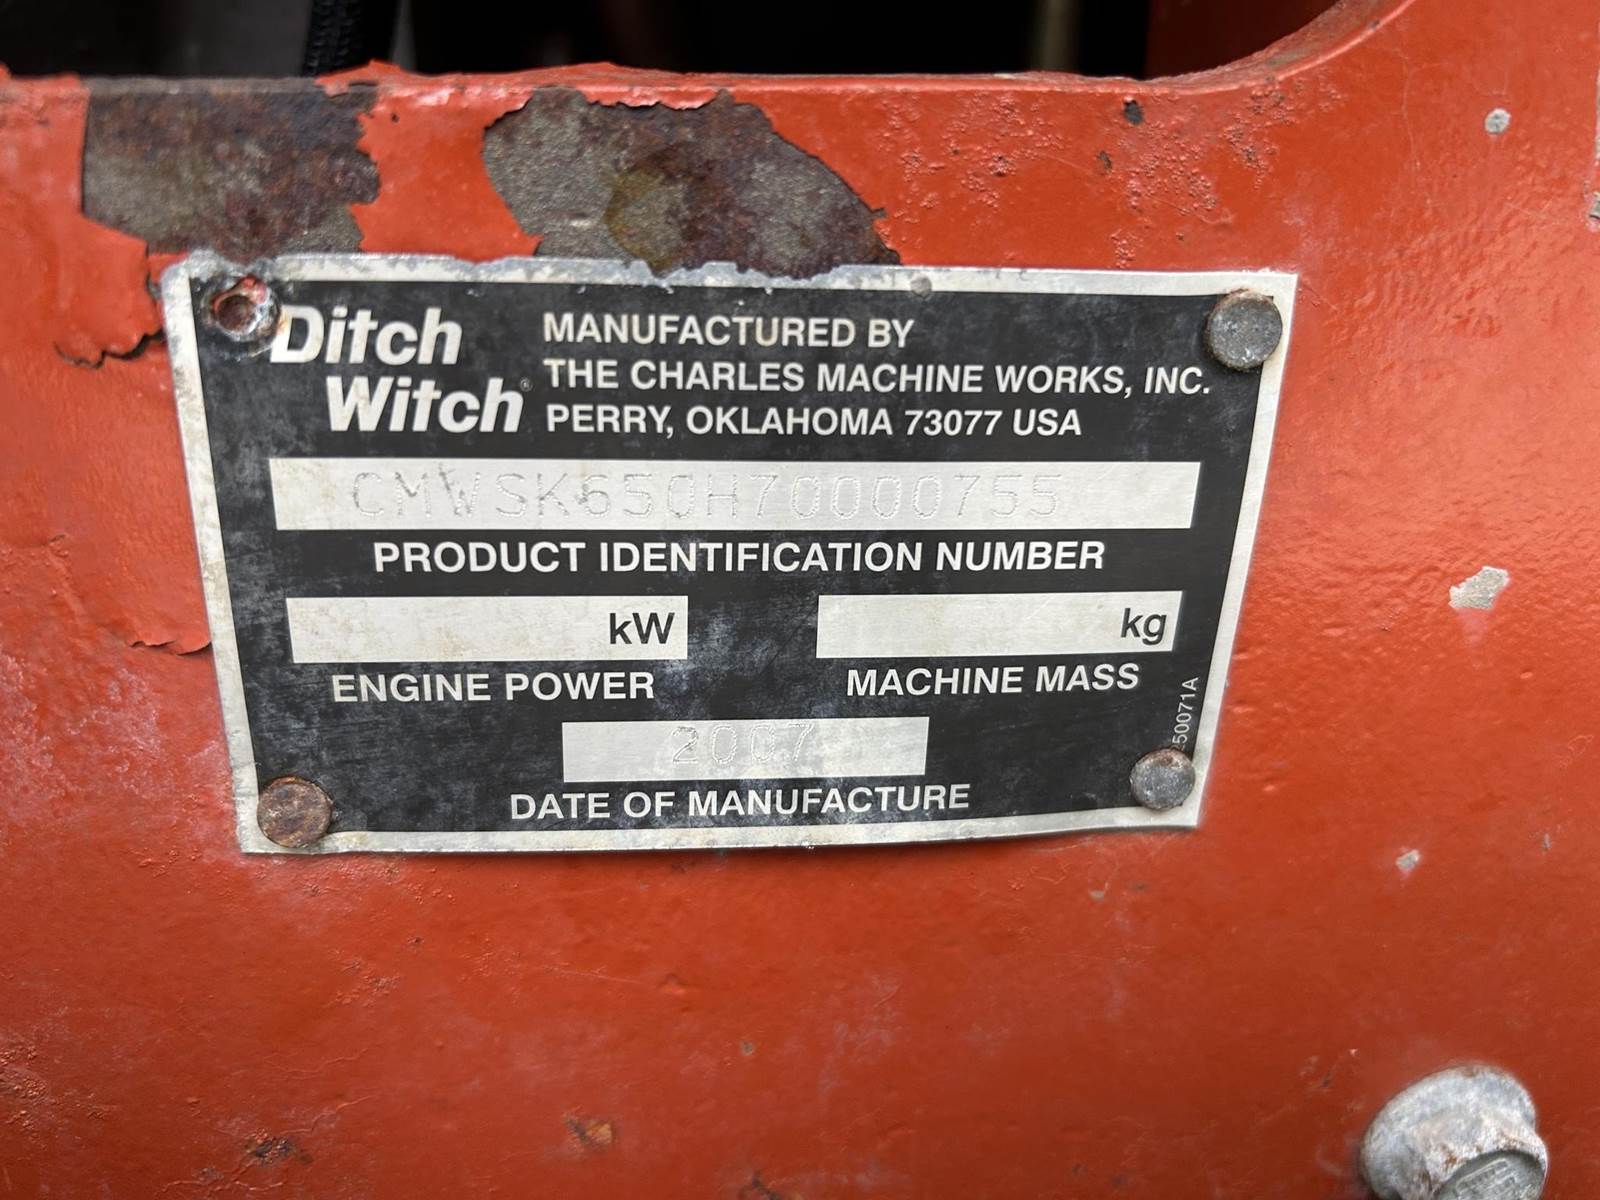 Ditch
Witch®
MANUFACTURED BY
THE CHARLES MACHINE WORKS, INC.
PERRY, OKLAHOMA 73077 USA
CMWSK650H70000755
PRODUCT IDENTIFICATION NUMBER
kW
ENGINE POWER
kg
MACHINE MASS
2007
DATE OF MANUFACTURE